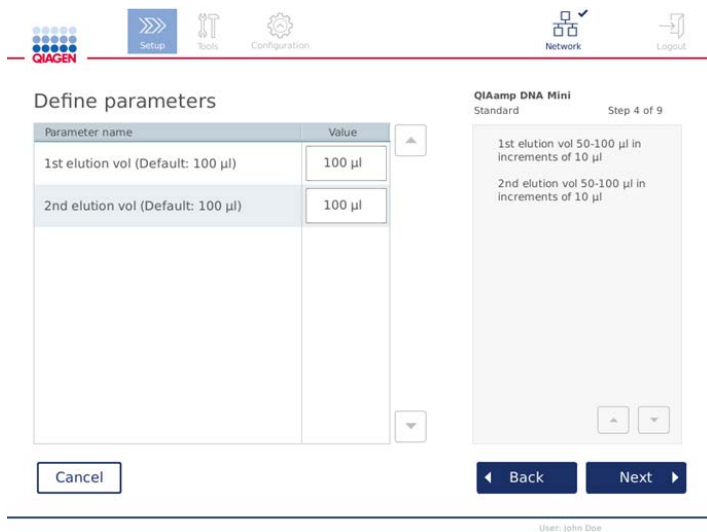 QIAGEN
Setup
Tools
Configuration
Network
Logout
Define parameters
QIAamp DNA Mini
Standard Step 4 of 9
Parameter name Value
1st elution vol (Default: 100 µl) 100 µl
2nd elution vol (Default: 100 µl) 100 µl
1st elution vol 50-100 µl in
increments of 10 µl
2nd elution vol 50-100 µl in
increments of 10 µl
Cancel
Back
Next
User: John Doe